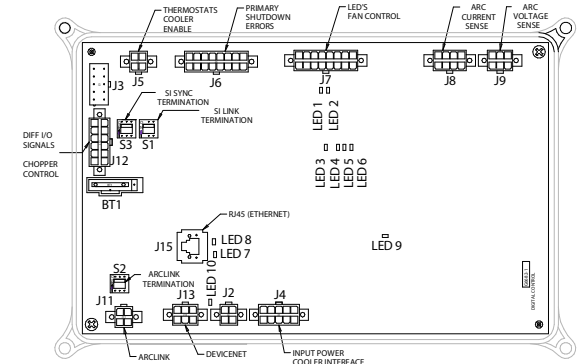 THERMOSTATS
COOLER
ENABLE
PRIMARY
SHUTDOWN
ERRORS
LED'S
FAN CONTROL
ARC
CURRENT
SENSE
ARC
VOLTAGE
SENSE
J3
J5
J6
J7
J8
J9
SI SYNC
TERMINATION
SI LINK
TERMINATION
LED 1
LED 2
DIFF I/O
SIGNALS
CHOPPER
CONTROL
S3
S1
J12
LED 3
LED 4
LED 5
LED 6
BT1
RJ45 (ETHERNET)
J15
LED 8
LED 7
LED 9
S2
ARCLINK
TERMINATION
LED 10
J11
J13
J2
J4
DIGITAL CONTROL
ARCLINK
DEVICENET
INPUT POWER
COOLER INTERFACE